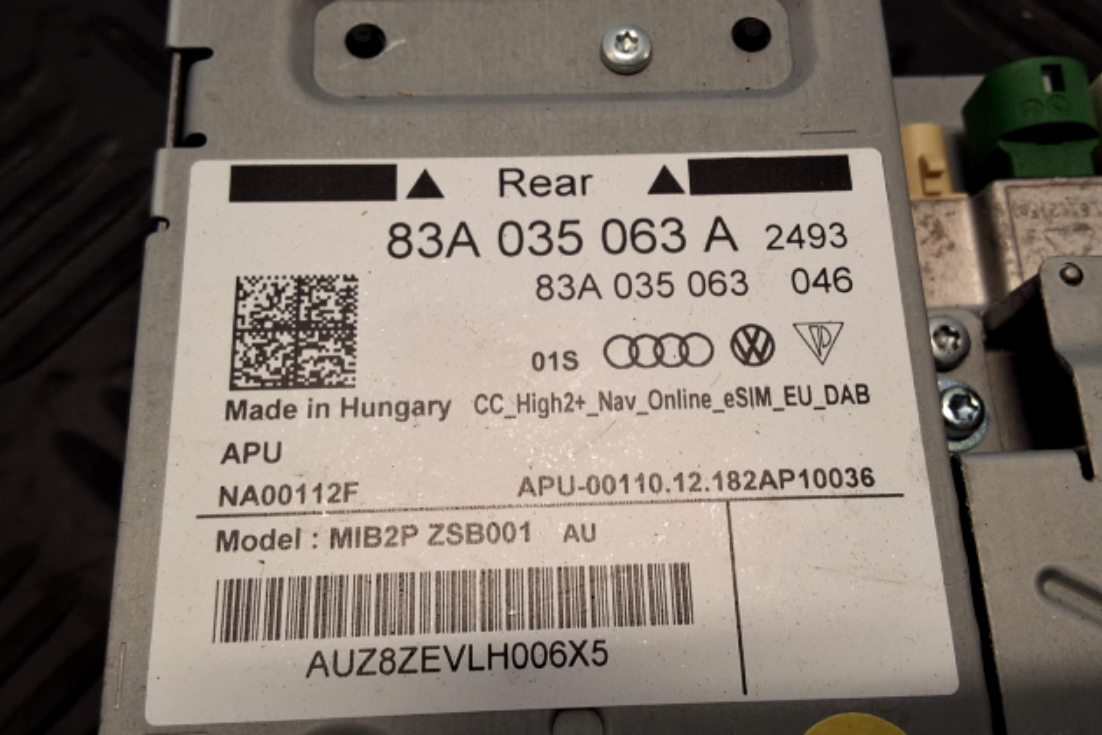 Rear
83A 035 063 A 2493
83A 035 063 046
01S
Made in Hungary CC_High2+_Nav_Online_eSIM_EU_DAB
APU
NA00112F APU-00110.12.182AP10036
Model : MIB2P ZSB001 AU
AUZ8ZEVLH006X5